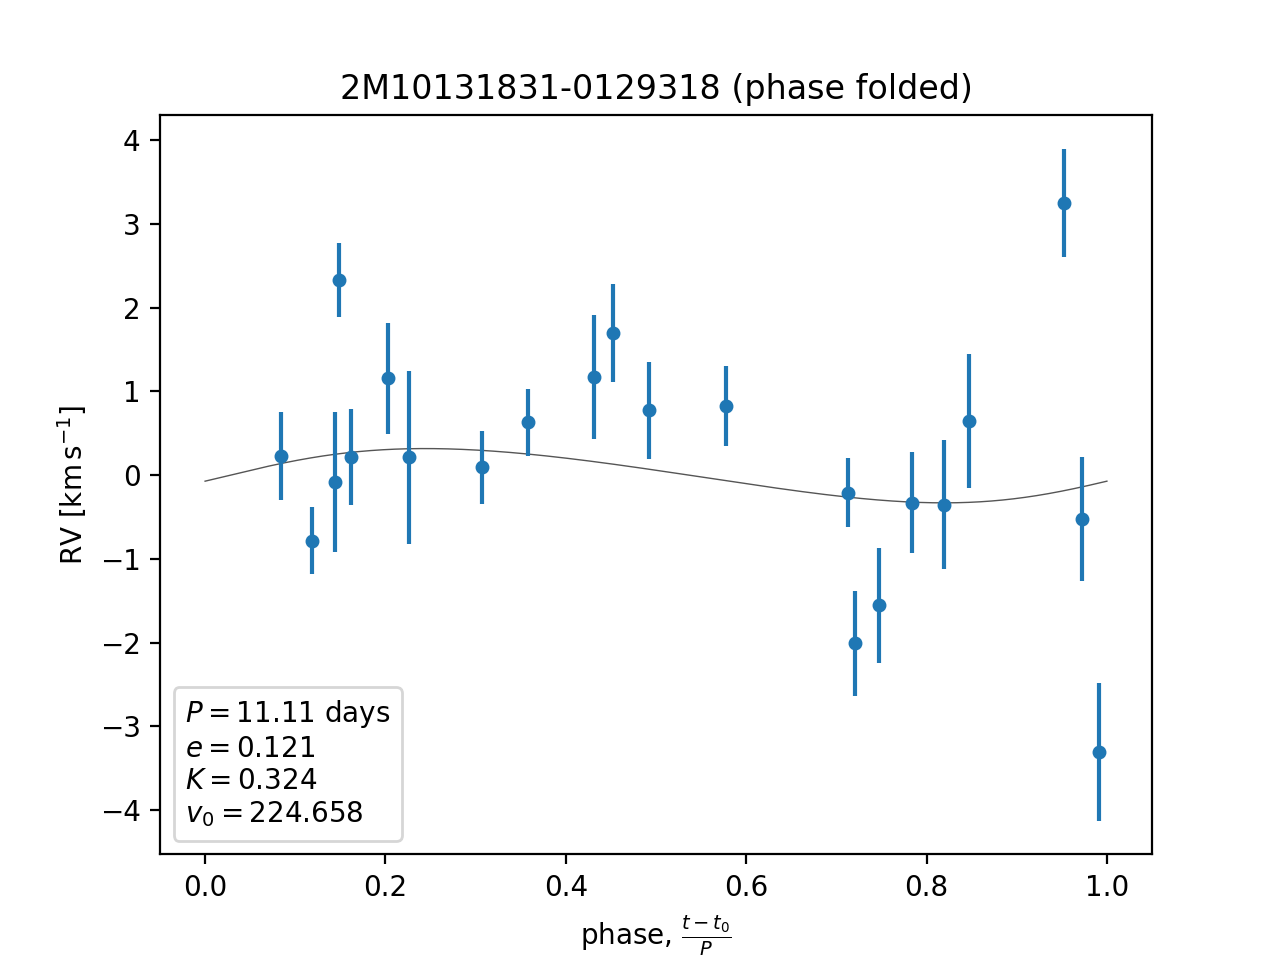 2M10131831-0129318 (phase folded)
RV [km s⁻¹]
4
3
2
1
0
−1
−2
−3
−4
P = 11.11 days
e = 0.121
K = 0.324
v₀ = 224.658
0.0 0.2 0.4 0.6 0.8 1.0
phase, (t − t₀)/P